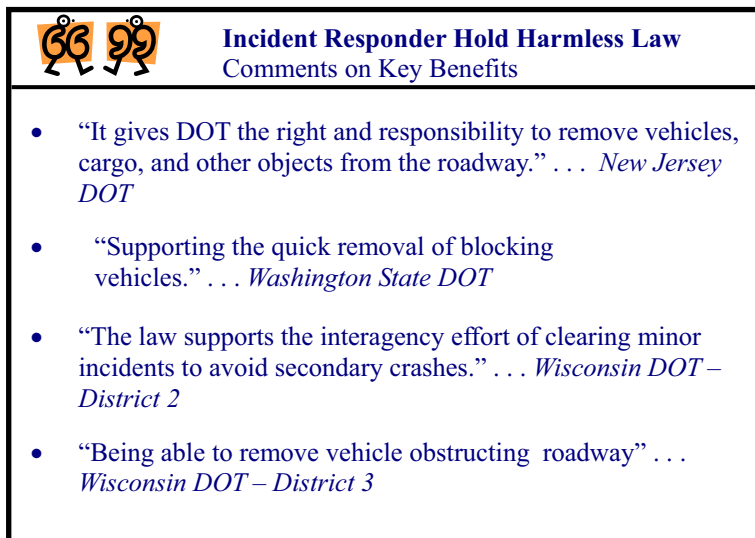 66 99 Incident Responder Hold Harmless Law
Comments on Key Benefits
• “It gives DOT the right and responsibility to remove vehicles,
cargo, and other objects from the roadway.” . . . New Jersey
DOT
• “Supporting the quick removal of blocking
vehicles.” . . . Washington State DOT
• “The law supports the interagency effort of clearing minor
incidents to avoid secondary crashes.” . . . Wisconsin DOT –
District 2
• “Being able to remove vehicle obstructing roadway” . . .
Wisconsin DOT – District 3